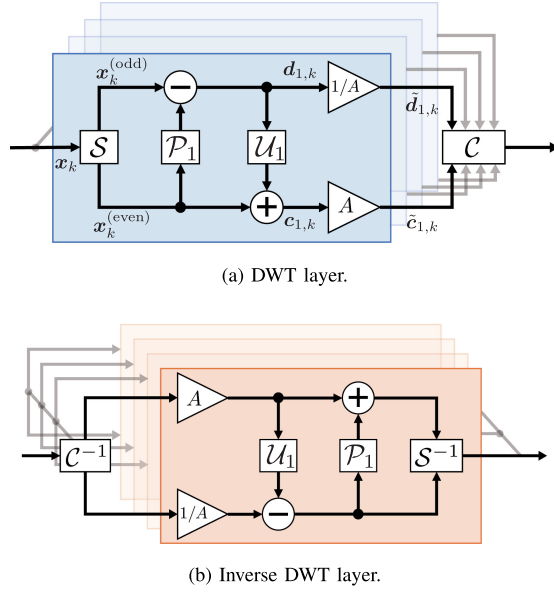 x_k^(odd)
−
d_{1,k}
1/A
d̃_{1,k}
x_k
S
P_1
U_1
C
x_k^(even)
+
c_{1,k}
A
c̃_{1,k}
(a) DWT layer.
A
+
C^{-1}
U_1
P_1
S^{-1}
1/A
−
(b) Inverse DWT layer.